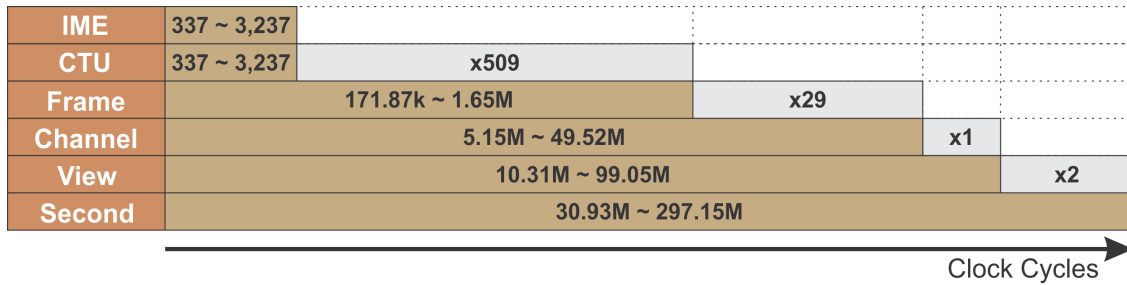 IME 337 ~ 3,237
CTU 337 ~ 3,237 x509
Frame 171.87k ~ 1.65M x29
Channel 5.15M ~ 49.52M x1
View 10.31M ~ 99.05M x2
Second 30.93M ~ 297.15M
Clock Cycles